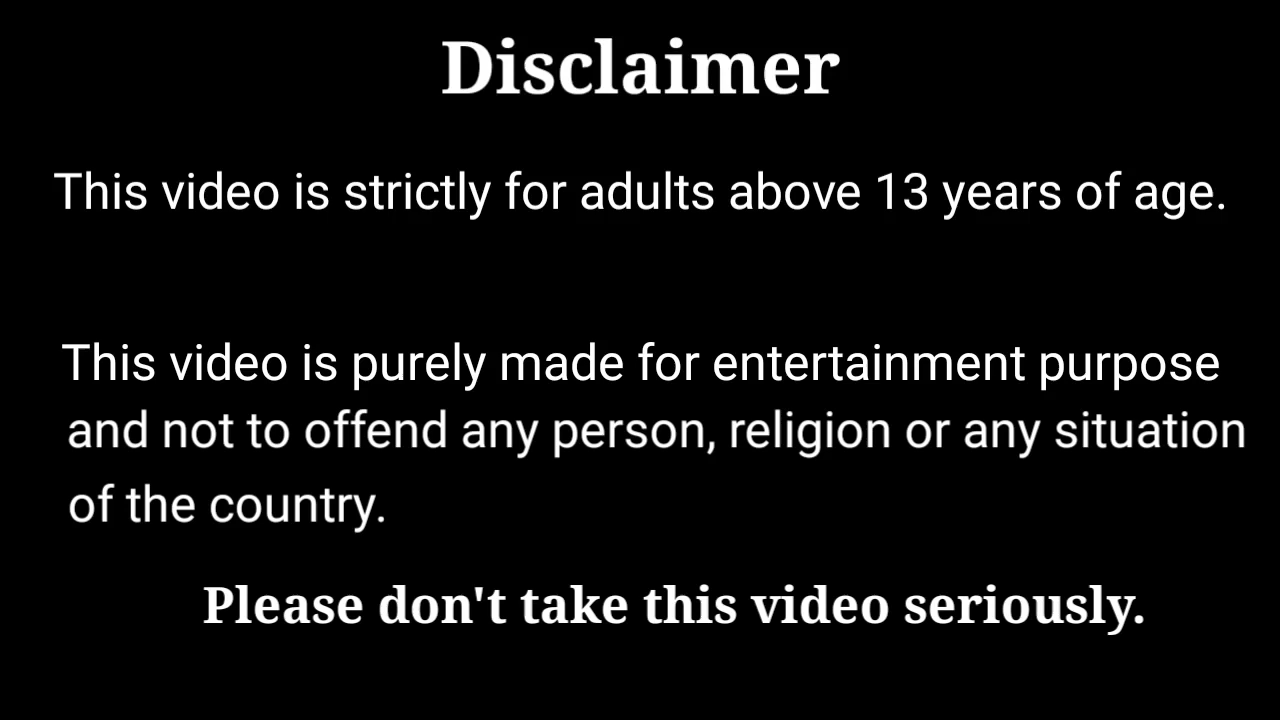 Disclaimer
This video is strictly for adults above 13 years of age.
This video is purely made for entertainment purpose
and not to offend any person, religion or any situation
of the country.
Please don't take this video seriously.